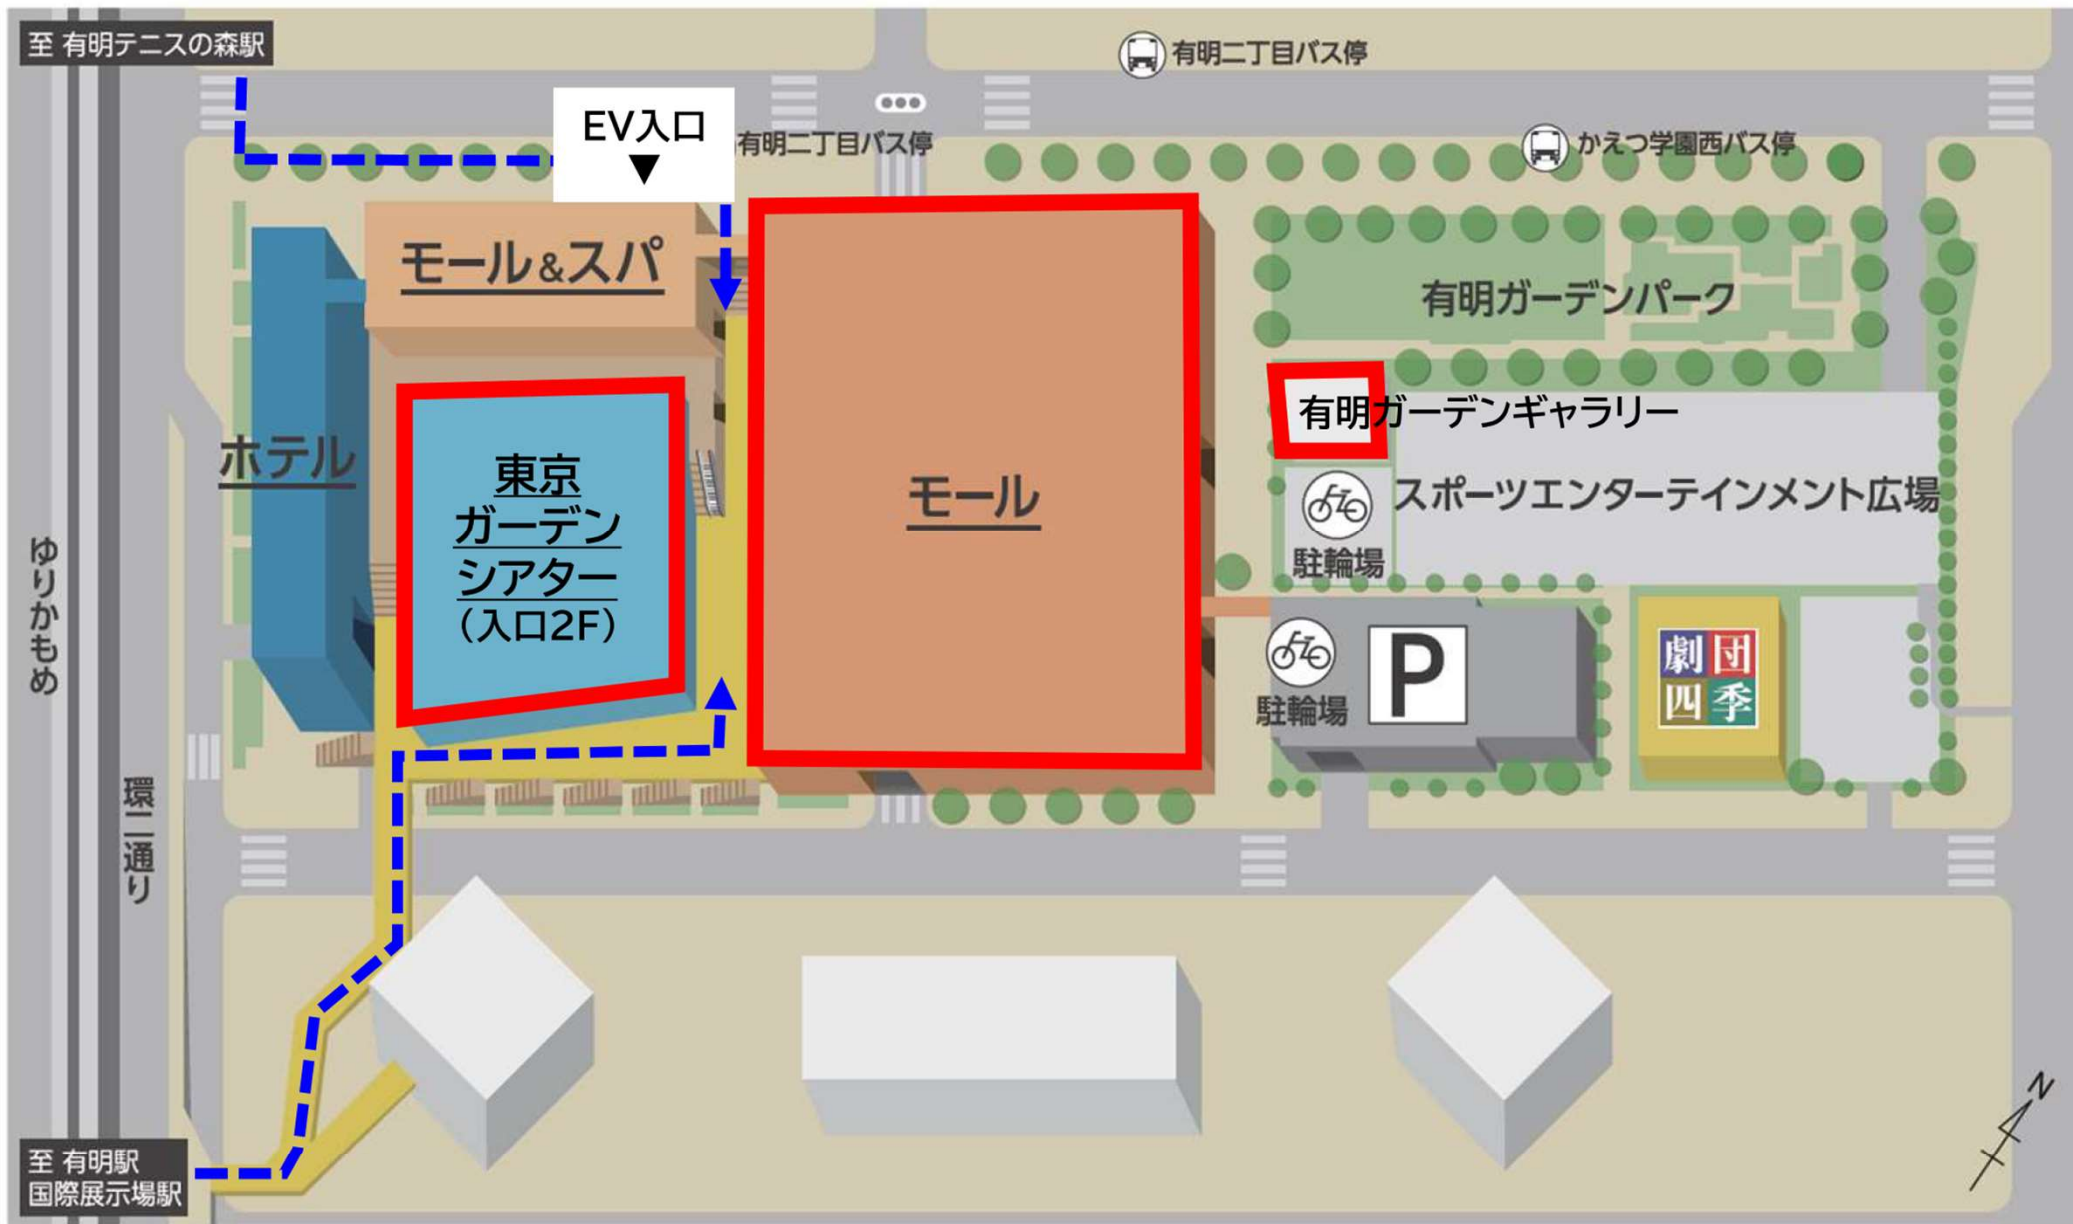 至 有明テニスの森駅
有明二丁目バス停
EV入口
▼
有明二丁目バス停
かえつ学園西バス停
モール&スパ
有明ガーデンパーク
有明ガーデンギャラリー
ホテル
東京
ガーデン
シアター
（入口2F）
モール
スポーツエンターテインメント広場
駐輪場
ゆりかもめ
駐輪場
P
劇団
四季
環二通り
至 有明駅
国際展示場駅
N